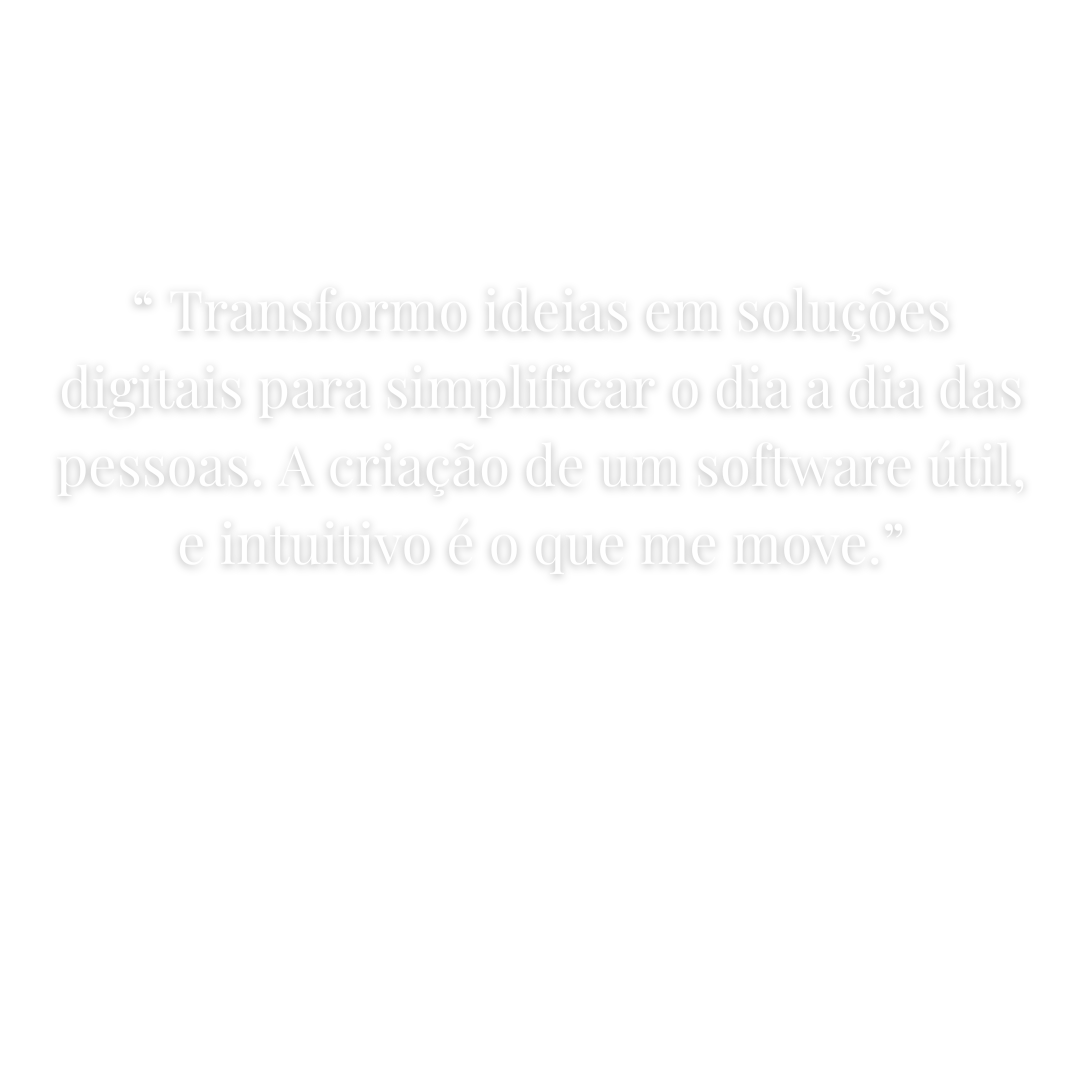 “ Transformo ideias em soluções
digitais para simplificar o dia a dia das
pessoas. A criação de um software útil,
e intuitivo é o que me move.”